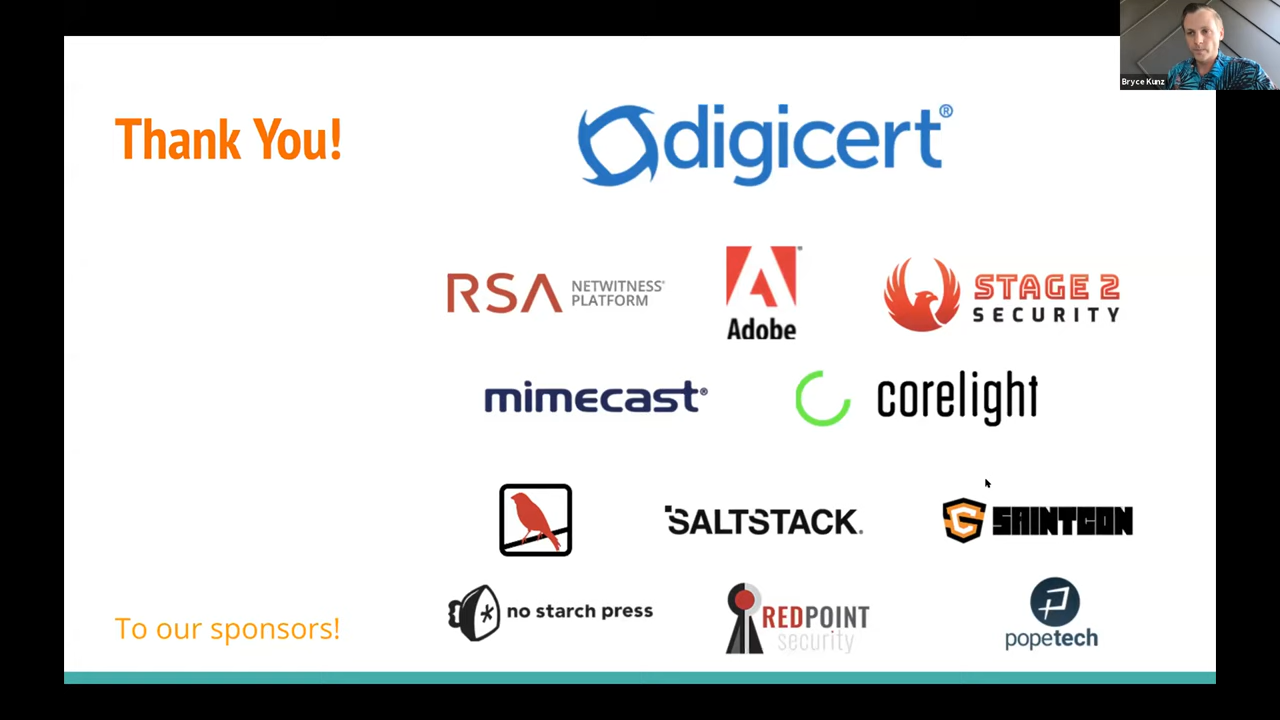 Bryce Kunz
Thank You!
digicert®
RSA NETWITNESS®
PLATFORM
Adobe
STAGE 2
SECURITY
mimecast®
corelight
SALTSTACK®
SAINTCON
no starch press
REDPOINT
security
popetech
To our sponsors!